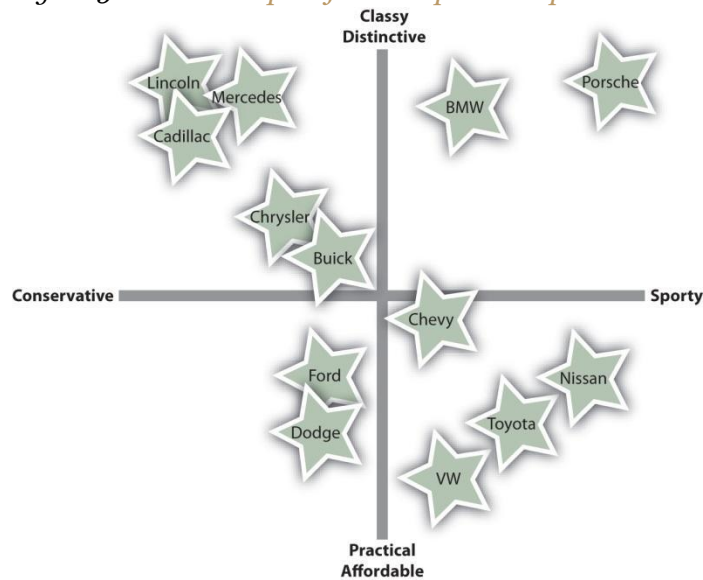 Classy
Distinctive
Lincoln
Mercedes
BMW
Porsche
Cadillac
Chrysler
Buick
Conservative
Sporty
Chevy
Ford
Nissan
Toyota
Dodge
VW
Practical
Affordable